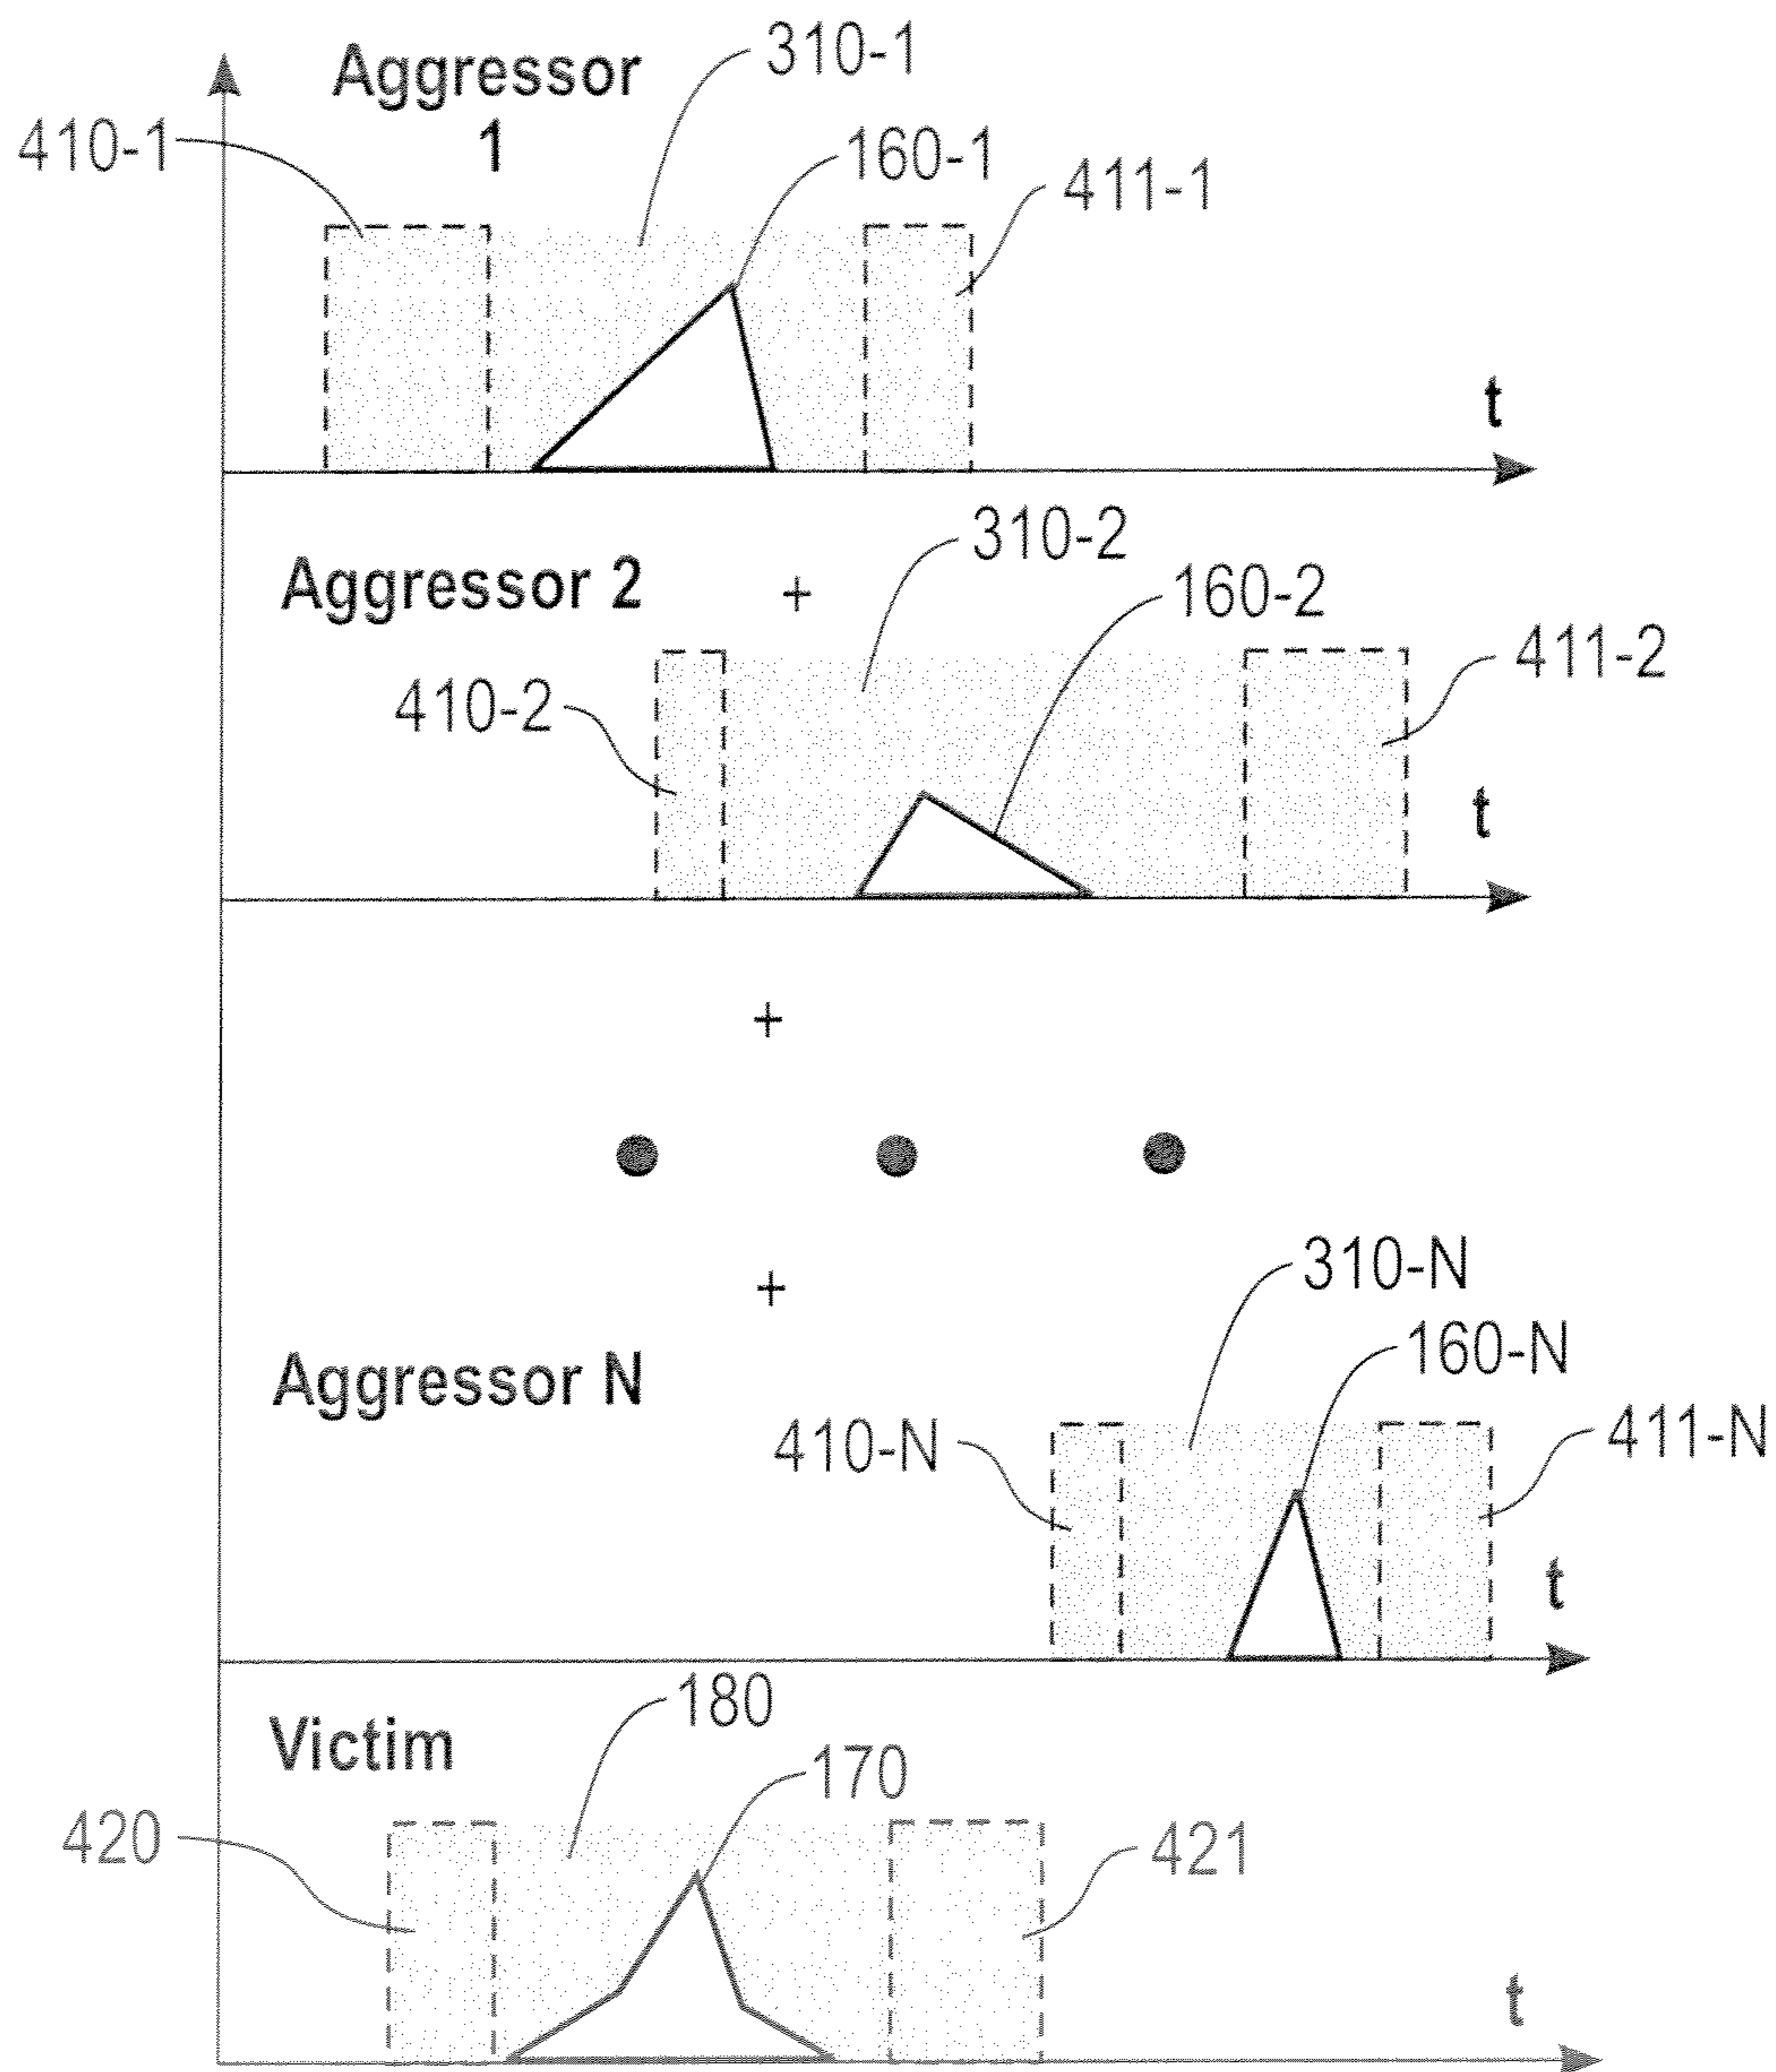 310-1
Aggressor
1
410-1
160-1
411-1
t
310-2
Aggressor 2
+
160-2
411-2
410-2
t
+
+
310-N
160-N
Aggressor N
410-N
411-N
t
180
Victim
170
420
421
t